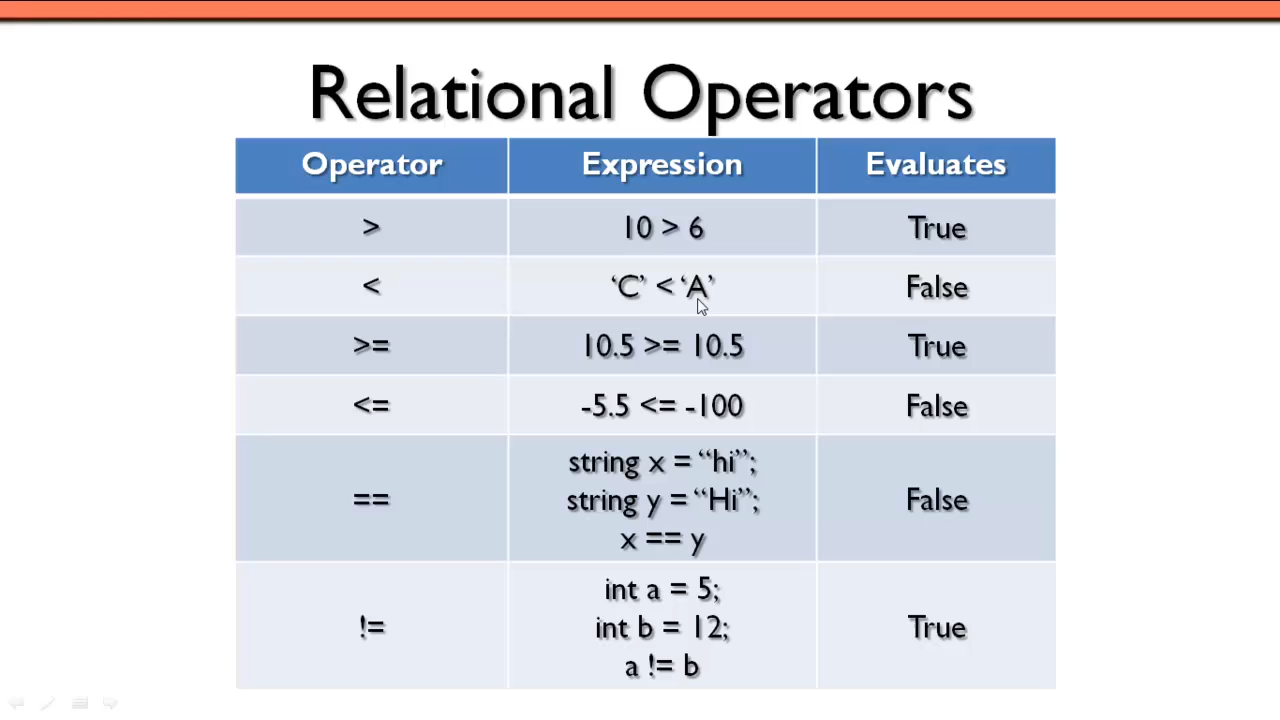 Relational Operators
Operator Expression Evaluates
> 10 > 6 True
< ‘C’ < ‘A’ False
>= 10.5 >= 10.5 True
<= -5.5 <= -100 False
string x = “hi”;
== string y = “Hi”; False
x == y
int a = 5;
!= int b = 12; True
a != b